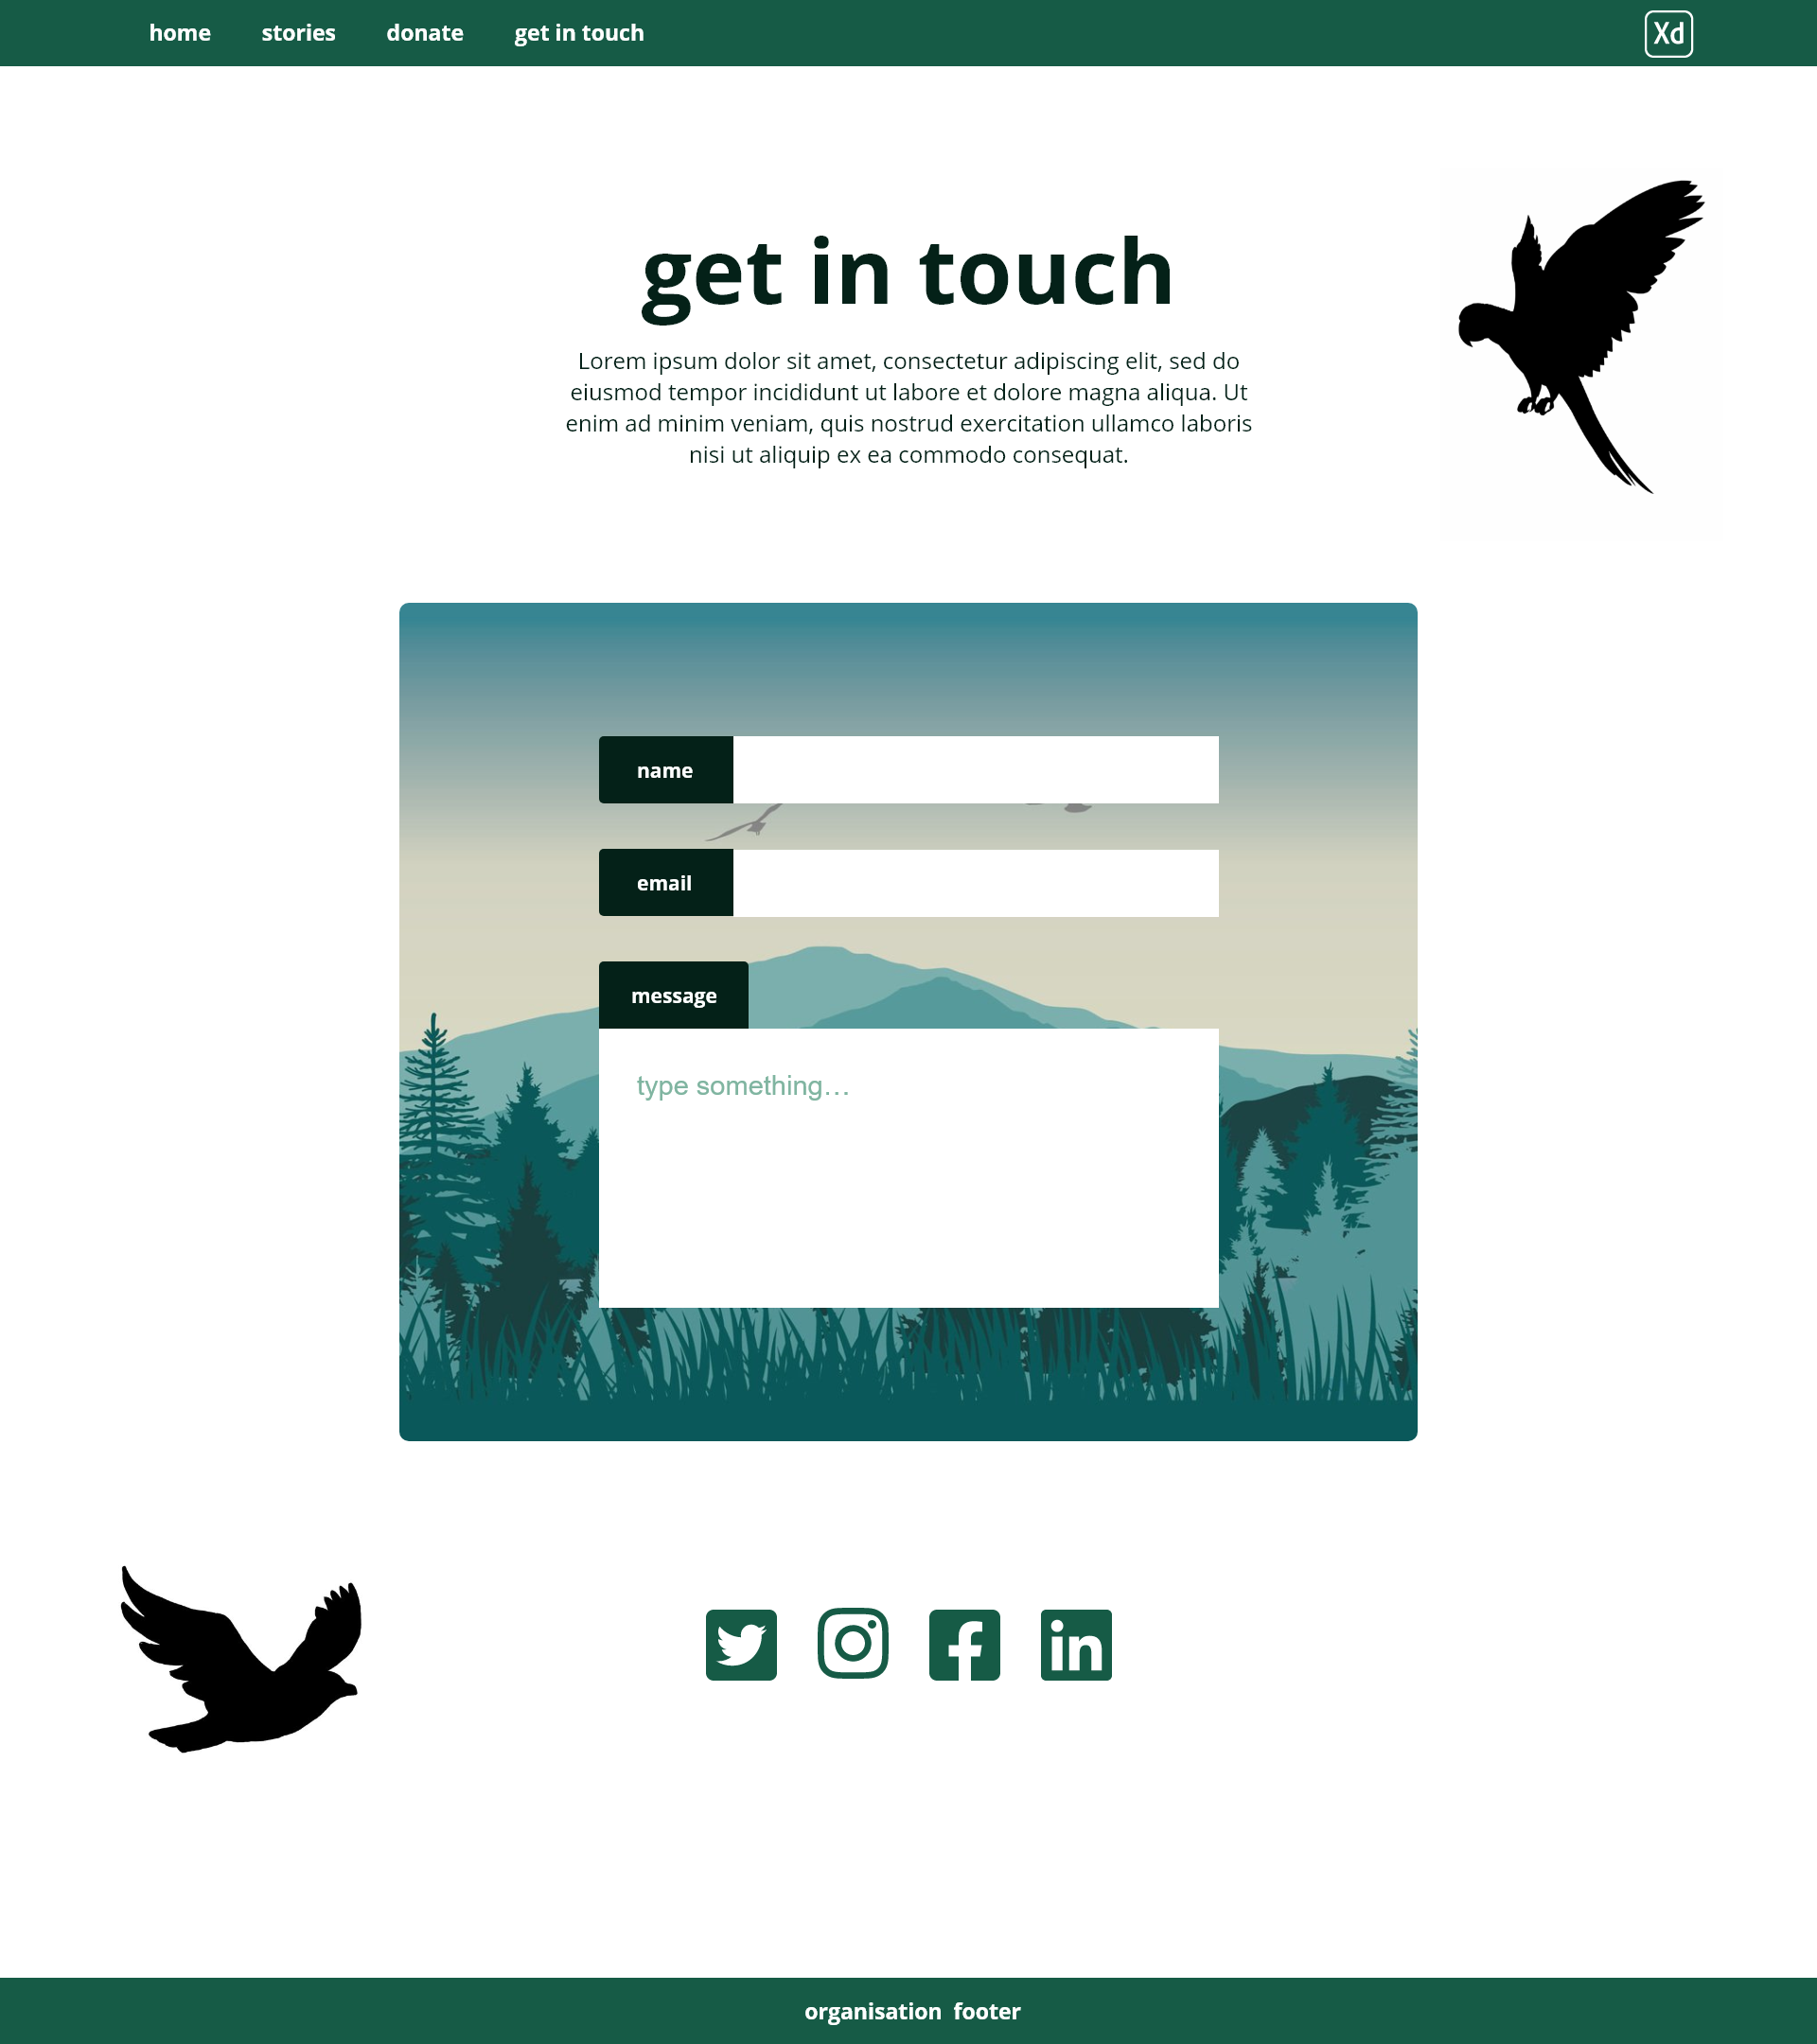 home stories donate get in touch Xd
get in touch
Lorem ipsum dolor sit amet, consectetur adipiscing elit, sed do
eiusmod tempor incididunt ut labore et dolore magna aliqua. Ut
enim ad minim veniam, quis nostrud exercitation ullamco laboris
nisi ut aliquip ex ea commodo consequat.
name
email
message
type something...
organisation footer